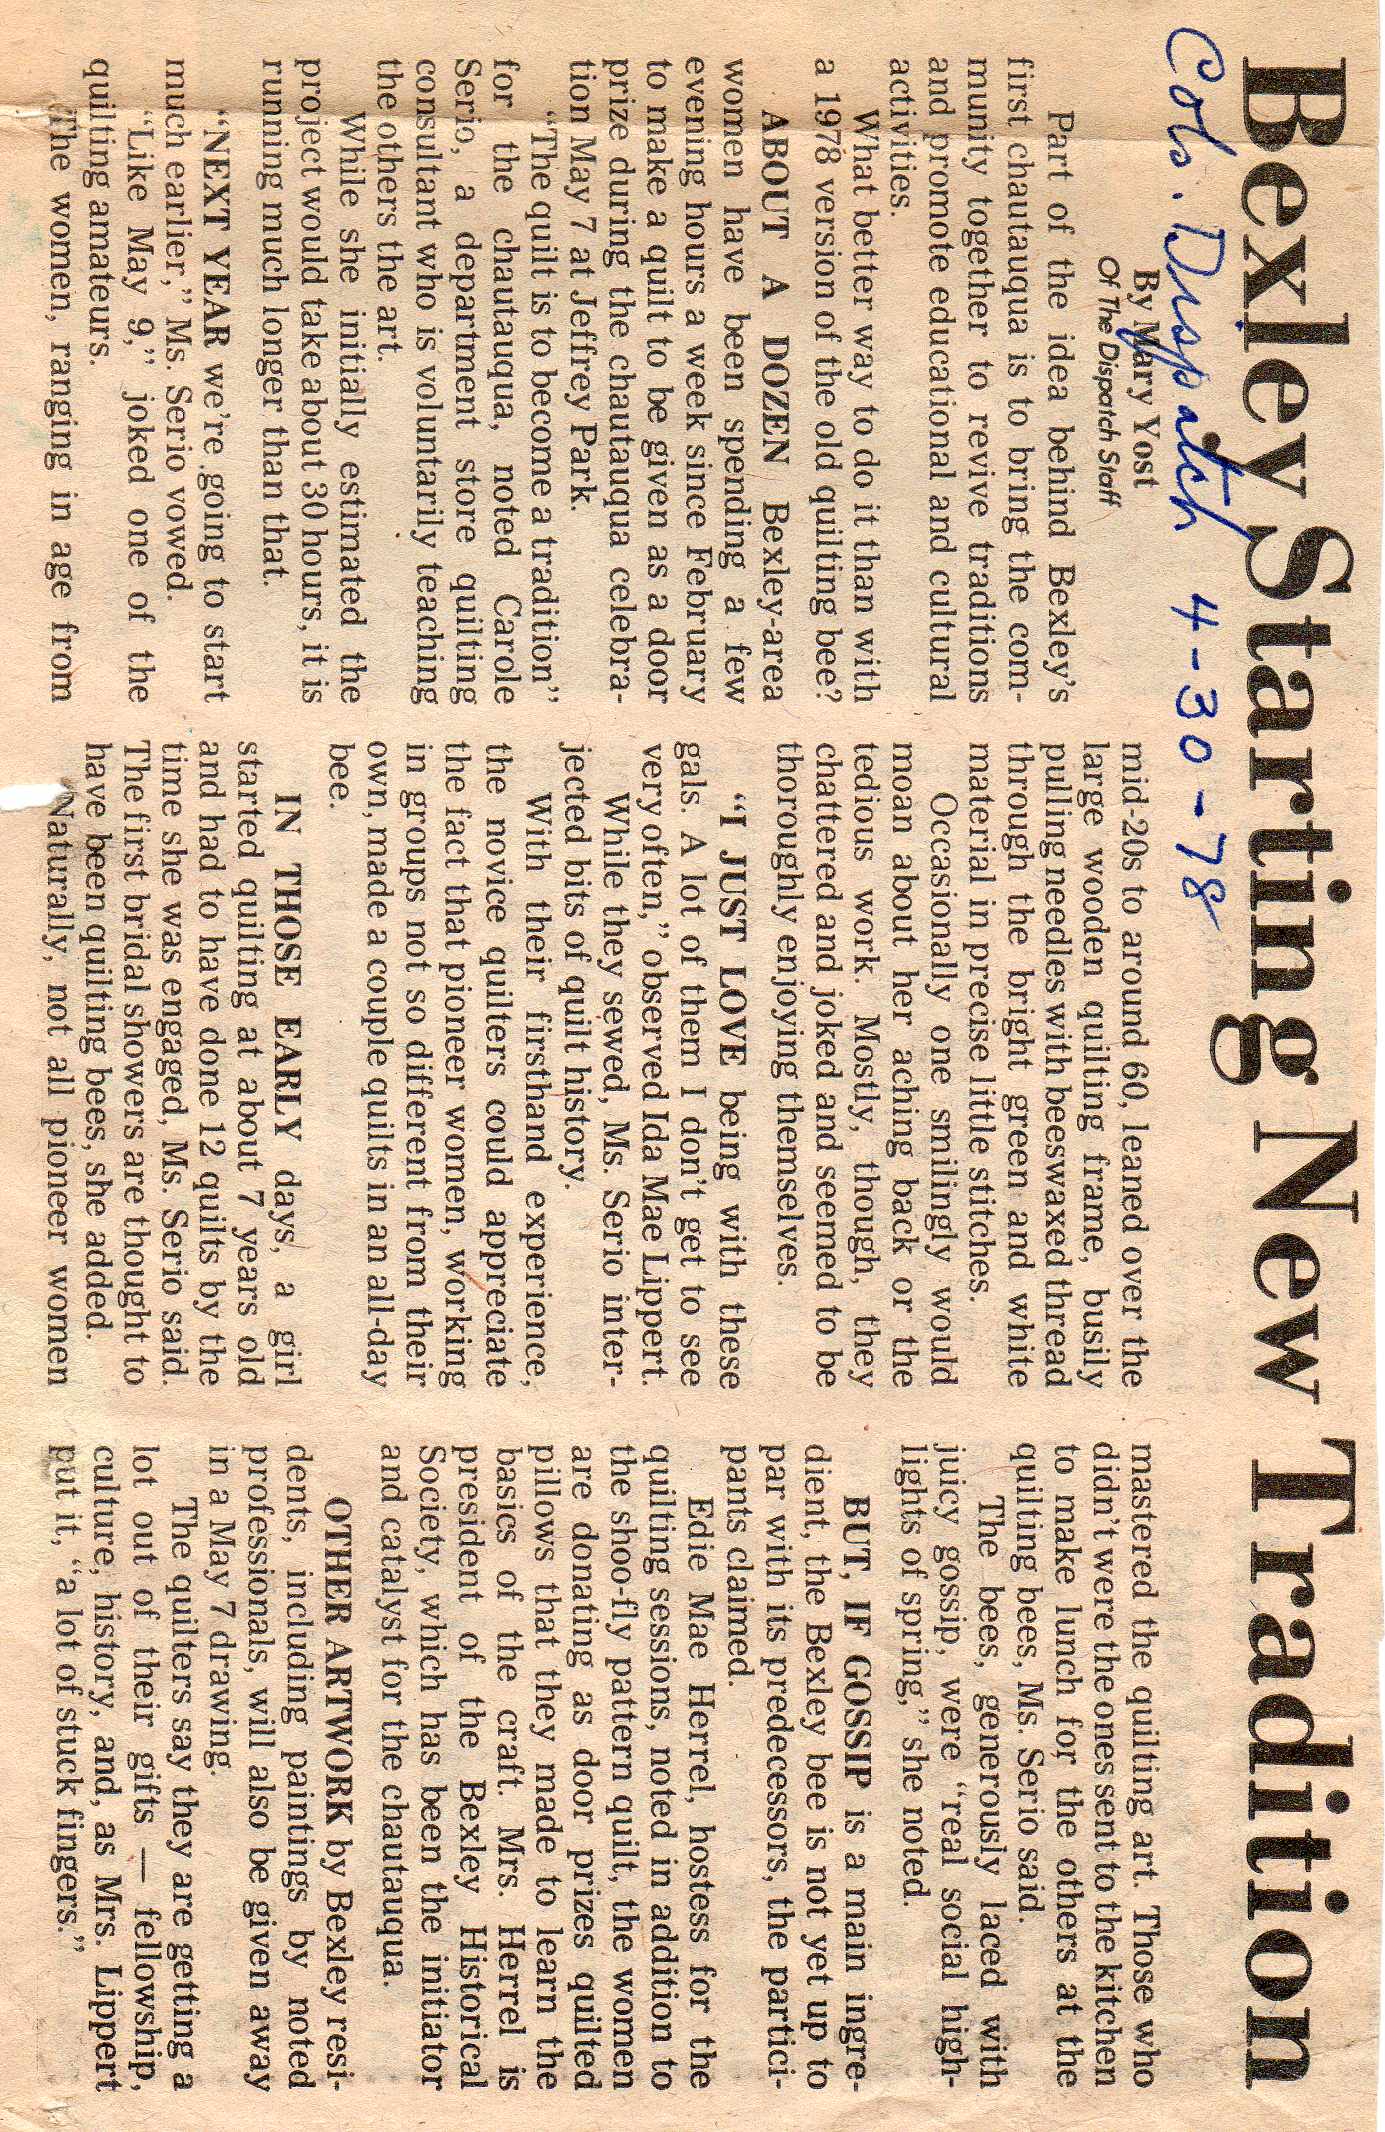 Bexley Starting New Tradition
Cols. Dispatch 4-30-78
By Mary Yost
Of The Dispatch Staff
Part of the idea behind Bexley's
first chautauqua is to bring the com-
munity together to revive traditions
and promote educational and cultural
activities.
What better way to do it than with
a 1978 version of the old quilting bee?
ABOUT A DOZEN Bexley-area
women have been spending a few
evening hours a week since February
to make a quilt to be given as a door
prize during the chautauqua celebra-
tion May 7 at Jeffrey Park.
"The quilt is to become a tradition"
for the chautauqua, noted Carole
Serio, a department store quilting
consultant who is voluntarily teaching
the others the art.
While she initially estimated the
project would take about 30 hours, it is
running much longer than that.
"NEXT YEAR we're going to start
much earlier," Ms. Serio vowed.
"Like May 9," joked one of the
quilting amateurs.
The women, ranging in age from
mid-20s to around 60, leaned over the
large wooden quilting frame, busily
pulling needles with beeswaxed thread
through the bright green and white
material in precise little stitches.
Occasionally one smilingly would
moan about her aching back or the
tedious work. Mostly, though, they
chattered and joked and seemed to be
thoroughly enjoying themselves.
"I JUST LOVE being with these
gals. A lot of them I don't get to see
very often," observed Ida Mae Lippert.
While they sewed, Ms. Serio inter-
jected bits of quilt history.
With their firsthand experience,
the novice quilters could appreciate
the fact that pioneer women, working
in groups not so different from their
own, made a couple quilts in an all-day
bee.
IN THOSE EARLY days, a girl
started quilting at about 7 years old
and had to have done 12 quilts by the
time she was engaged, Ms. Serio said.
The first bridal showers are thought to
have been quilting bees, she added.
Naturally, not all pioneer women
mastered the quilting art. Those who
didn't were the ones sent to the kitchen
to make lunch for the others at the
quilting bees, Ms. Serio said.
The bees, generously laced with
juicy gossip, were "real social high-
lights of spring," she noted.
BUT, IF GOSSIP is a main ingre-
dient, the Bexley bee is not yet up to
par with its predecessors, the partici-
pants claimed.
Edie Mae Herrel, hostess for the
quilting sessions, noted in addition to
the shoo-fly pattern quilt, the women
are donating as door prizes quilted
pillows that they made to learn the
basics of the craft. Mrs. Herrel is
president of the Bexley Historical
Society, which has been the initiator
and catalyst for the chautauqua.
OTHER ARTWORK by Bexley resi-
dents, including paintings by noted
professionals, will also be given away
in a May 7 drawing.
The quilters say they are getting a
lot out of their gifts — fellowship,
culture, history, and, as Mrs. Lippert
put it, "a lot of stuck fingers."